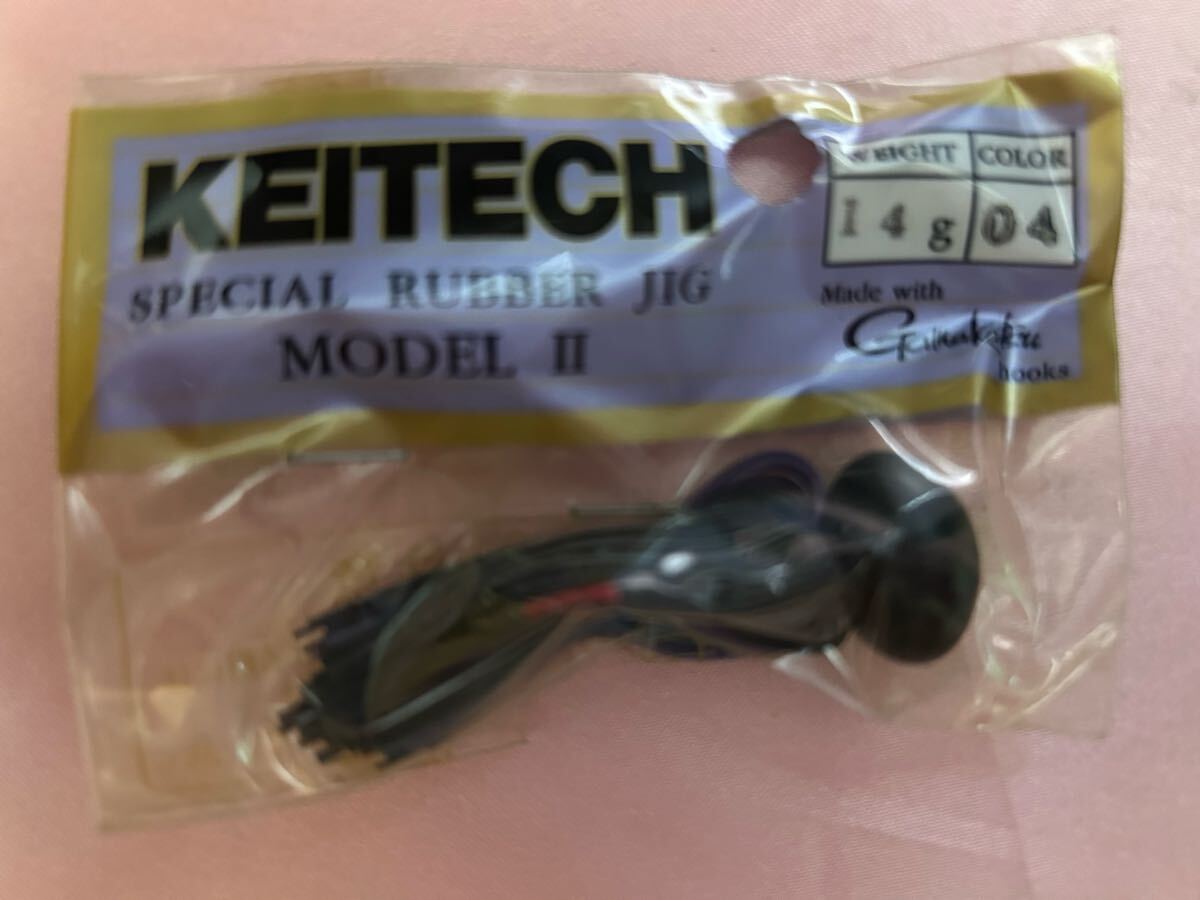 KEITECH
SPECIAL RUBBER JIG
MODEL II
WEIGHT COLOR
14g 04
Made with
Gamakatsu
hooks